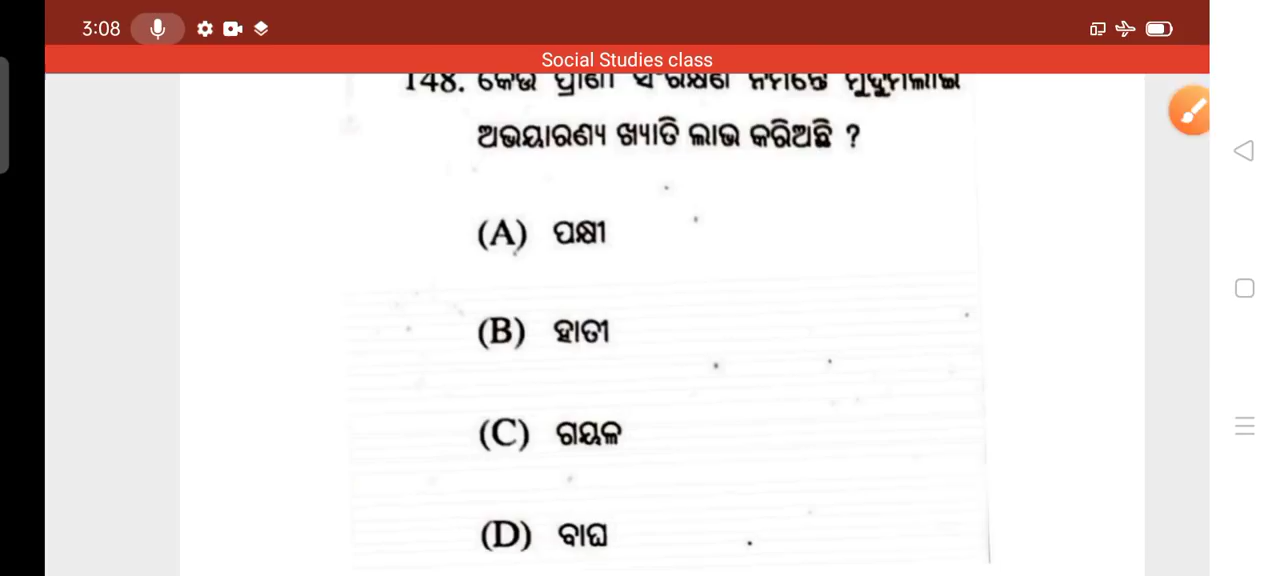 3:08
Social Studies class
148. କେଉଁ ପ୍ରାଣୀ ସଂରକ୍ଷଣ ନିମନ୍ତେ ମୁଦୁମଲାଇ
ଅଭୟାରଣ୍ୟ ଖ୍ୟାତି ଲାଭ କରିଅଛି ?
(A) ପକ୍ଷୀ
(B) ହାତୀ
(C) ଗୟଳ
(D) ବାଘ